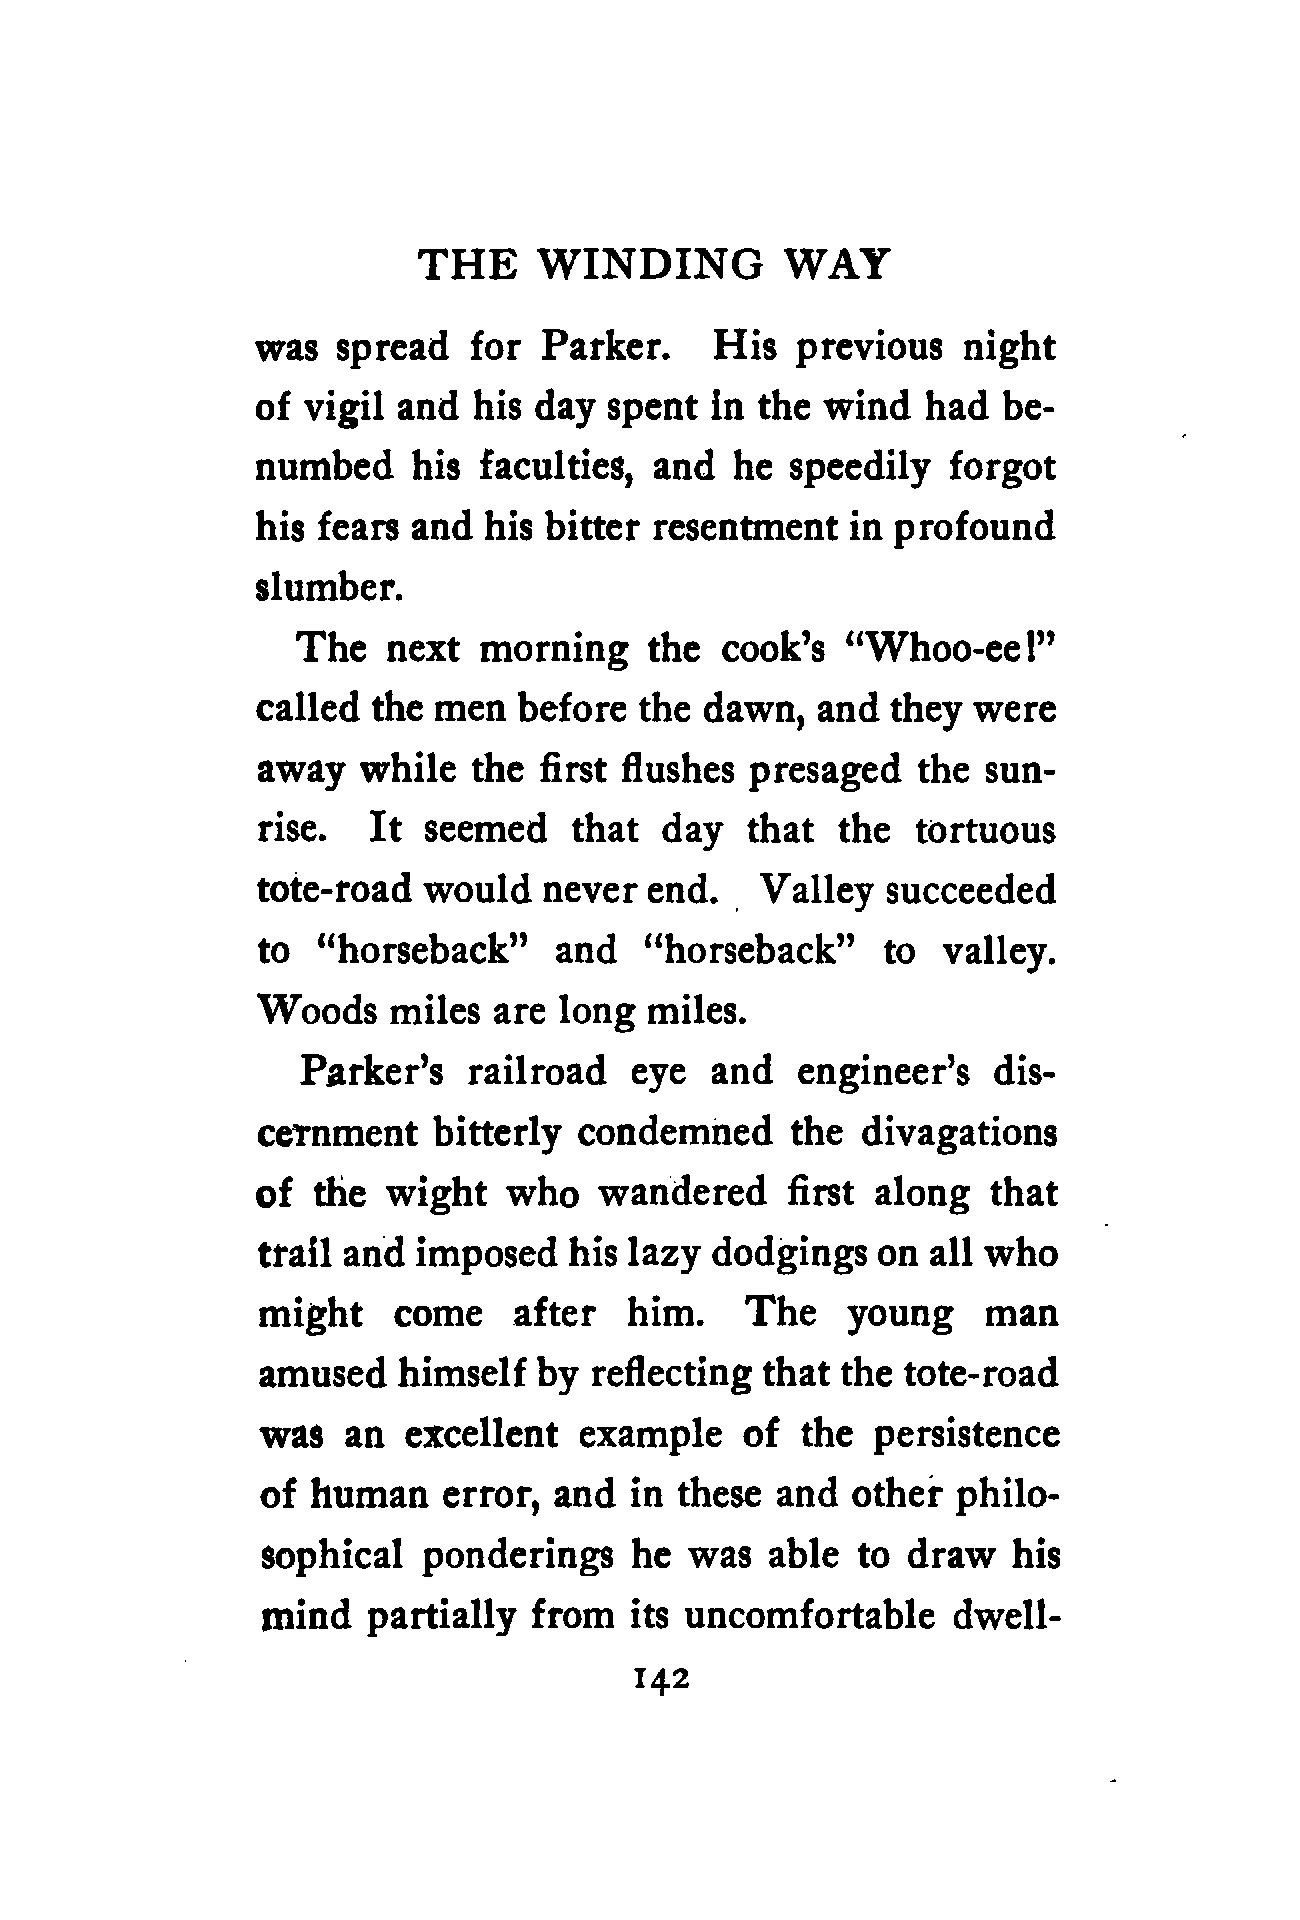 THE WINDING WAY
was spread for Parker. His previous night
of vigil and his day spent in the wind had be-
numbed his faculties, and he speedily forgot
his fears and his bitter resentment in profound
slumber.
The next morning the cook's "Whoo-ee!"
called the men before the dawn, and they were
away while the first flushes presaged the sun-
rise. It seemed that day that the tortuous
tote-road would never end. Valley succeeded
to "horseback" and "horseback" to valley.
Woods miles are long miles.
Parker's railroad eye and engineer's dis-
cernment bitterly condemned the divagations
of the wight who wandered first along that
trail and imposed his lazy dodgings on all who
might come after him. The young man
amused himself by reflecting that the tote-road
was an excellent example of the persistence
of human error, and in these and other philo-
sophical ponderings he was able to draw his
mind partially from its uncomfortable dwell-
142